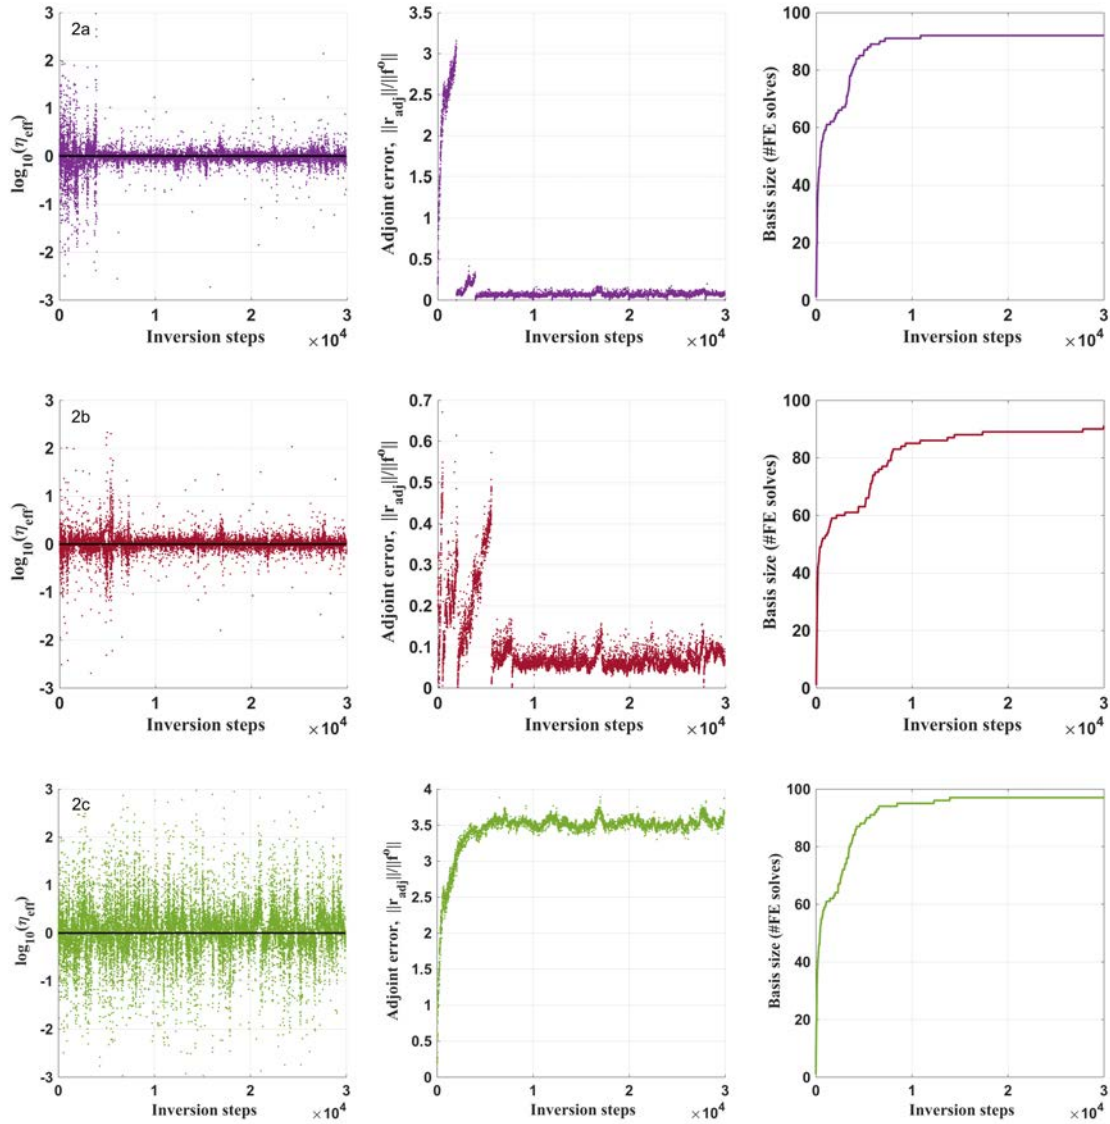 2a
log10(ηeff)
3
2
1
0
-1
-2
-3
0 1 2 3
Inversion steps
×10^4
Adjoint error, ||r_adj||/||f^o||
3.5
3
2.5
2
1.5
1
0.5
0
0 1 2 3
Inversion steps
×10^4
Basis size (#FE solves)
100
80
60
40
20
0
0 1 2 3
Inversion steps
×10^4
2b
log10(ηeff)
3
2
1
0
-1
-2
-3
0 1 2 3
Inversion steps
×10^4
Adjoint error, ||r_adj||/||f^o||
0.7
0.6
0.5
0.4
0.3
0.2
0.1
0
0 1 2 3
Inversion steps
×10^4
Basis size (#FE solves)
100
80
60
40
20
0
0 1 2 3
Inversion steps
×10^4
2c
log10(ηeff)
3
2
1
0
-1
-2
-3
0 1 2 3
Inversion steps
×10^4
Adjoint error, ||r_adj||/||f^o||
4
3.5
3
2.5
2
1.5
1
0.5
0
0 1 2 3
Inversion steps
×10^4
Basis size (#FE solves)
100
80
60
40
20
0
0 1 2 3
Inversion steps
×10^4